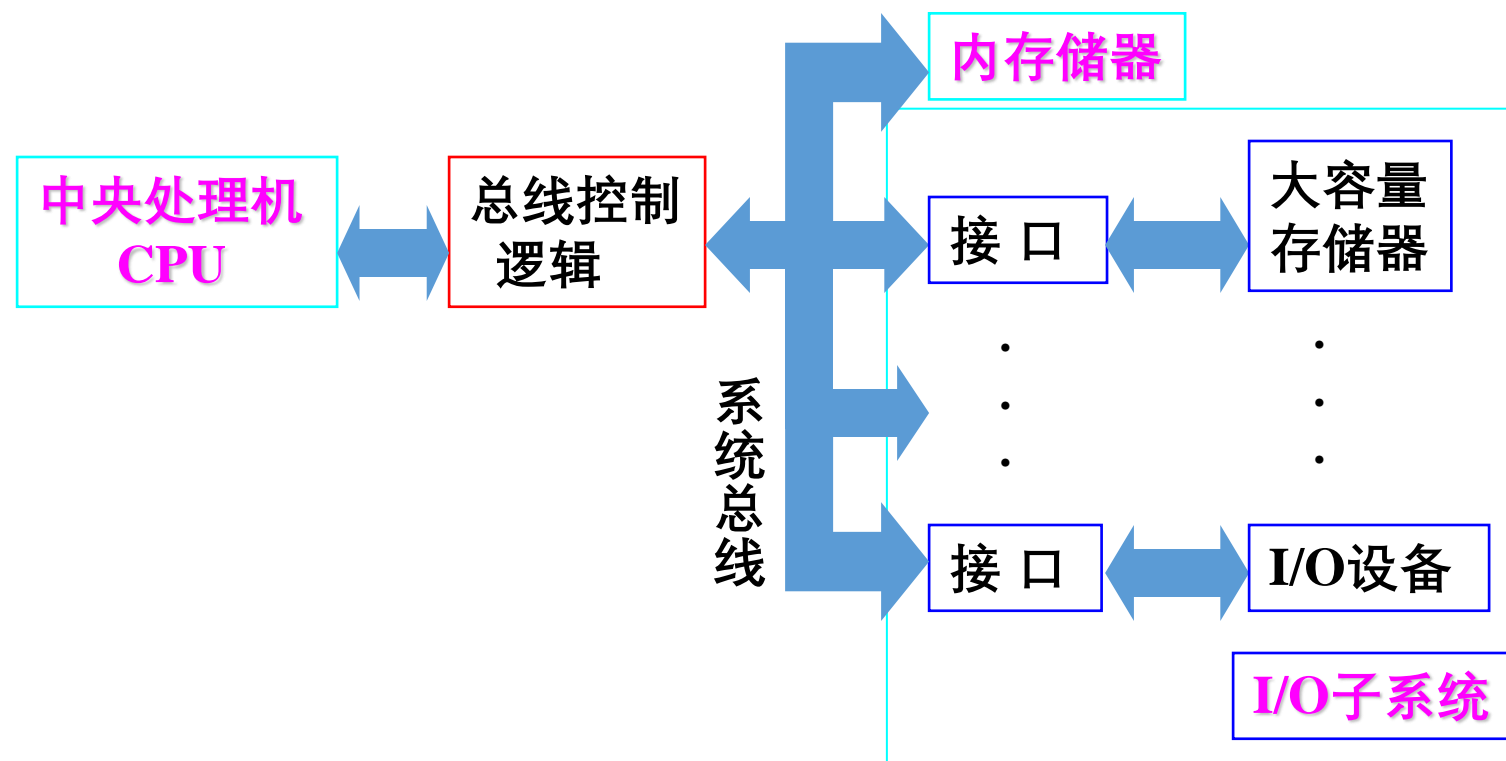 内存储器
中央处理机
CPU
总线控制
逻辑
接 口
大容量
存储器
系统总线
接 口
I/O设备
I/O子系统